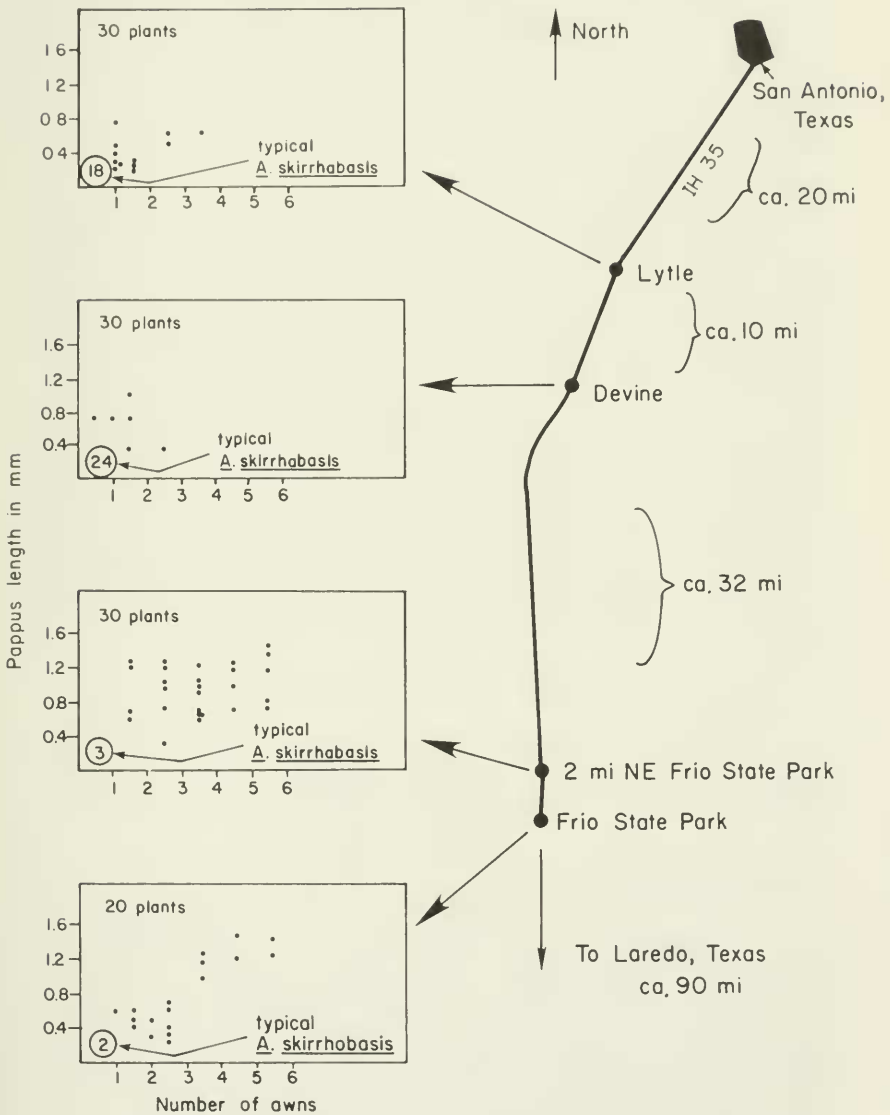 30 plants
1.6
1.2
0.8
0.4
18
typical
A. skirrhabasis
1 2 3 4 5 6
30 plants
1.6
1.2
0.8
0.4
24
typical
A. skirrhabasis
1 2 3 4 5 6
30 plants
1.6
1.2
0.8
0.4
3
typical
A. skirrhabasis
1 2 3 4 5 6
20 plants
1.6
1.2
0.8
0.4
2
typical
A. skirrhobasis
1 2 3 4 5 6
Pappus length in mm
Number of awns
North
San Antonio,
Texas
IH 35
ca. 20 mi
Lytle
ca. 10 mi
Devine
ca. 32 mi
2 mi NE Frio State Park
Frio State Park
To Laredo, Texas
ca. 90 mi